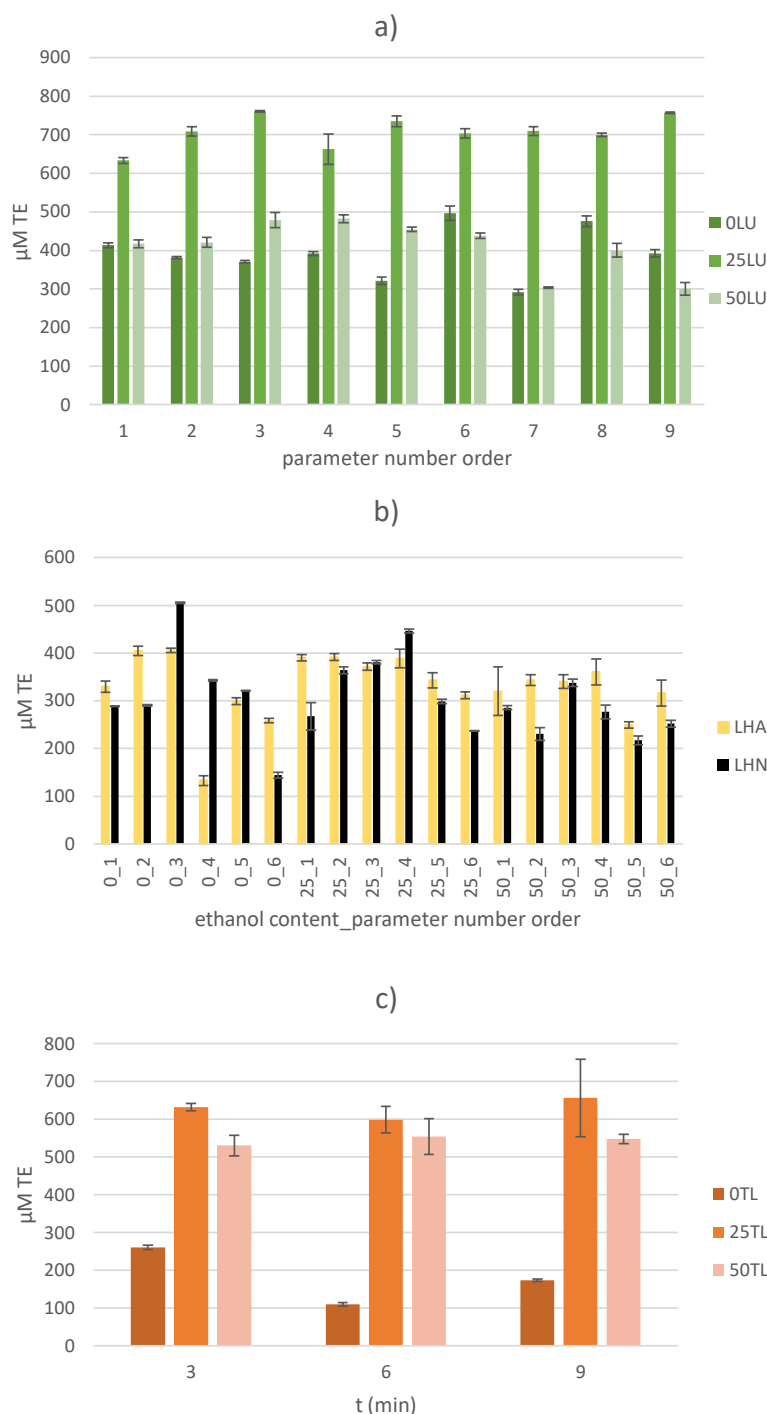 a)
900
800
700
600
500
400
300
200
100
0
µM TE
1 2 3 4 5 6 7 8 9
parameter number order
0LU
25LU
50LU
b)
600
500
400
300
200
100
0
µM TE
0_1 0_2 0_3 0_4 0_5 0_6 25_1 25_2 25_3 25_4 25_5 25_6 50_1 50_2 50_3 50_4 50_5 50_6
ethanol content_parameter number order
LHA
LHN
c)
800
700
600
500
400
300
200
100
0
µM TE
3 6 9
t (min)
0TL
25TL
50TL